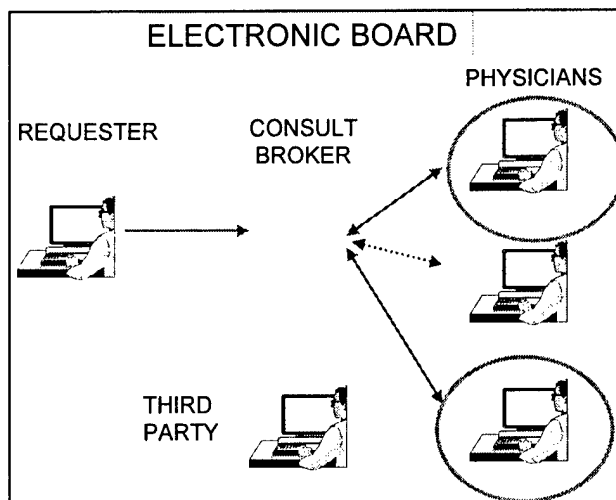 ELECTRONIC BOARD
PHYSICIANS
REQUESTER
CONSULT
BROKER
THIRD
PARTY